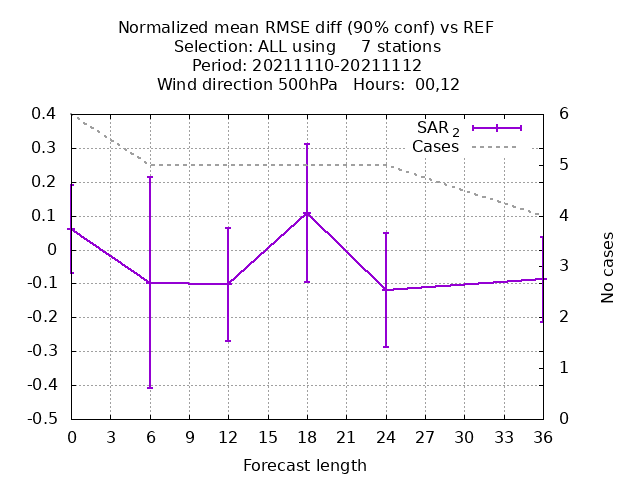 Normalized mean RMSE diff (90% conf) vs REF
Selection: ALL using     7 stations
Period: 20211110-20211112
Wind direction 500hPa   Hours:  00,12
SAR 2
Cases
0.4
0.3
0.2
0.1
0
-0.1
-0.2
-0.3
-0.4
-0.5
6
5
4
3
2
1
0
No cases
0 3 6 9 12 15 18 21 24 27 30 33 36
Forecast length